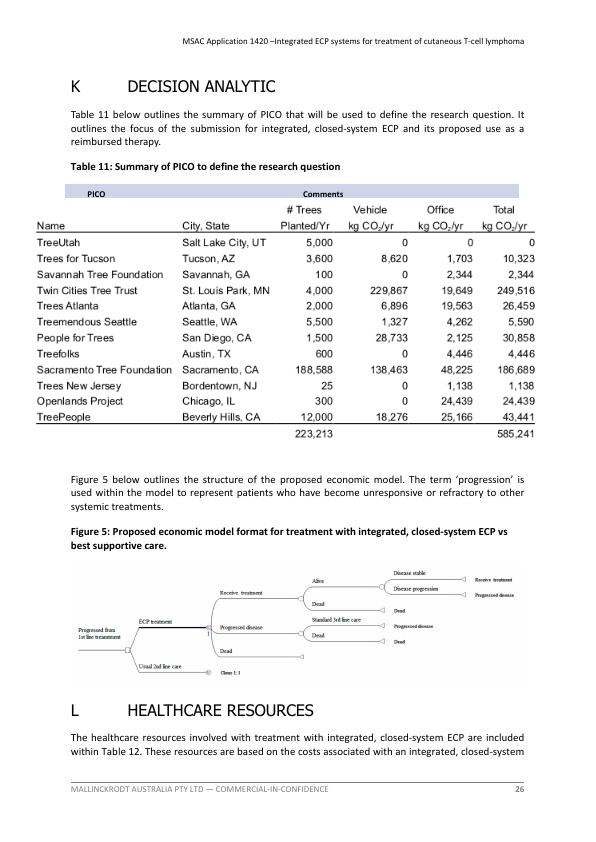 MSAC Application 1420 –Integrated ECP systems for treatment of cutaneous T-cell lymphoma
K DECISION ANALYTIC
Table 11 below outlines the summary of PICO that will be used to define the research question. It
outlines the focus of the submission for integrated, closed-system ECP and its proposed use as a
reimbursed therapy.
Table 11: Summary of PICO to define the research question
PICO Comments
# Trees Vehicle Office Total
Name City, State Planted/Yr kg CO₂/yr kg CO₂/yr kg CO₂/yr
TreeUtah Salt Lake City, UT 5,000 0 0 0
Trees for Tucson Tucson, AZ 3,600 8,620 1,703 10,323
Savannah Tree Foundation Savannah, GA 100 0 2,344 2,344
Twin Cities Tree Trust St. Louis Park, MN 4,000 229,867 19,649 249,516
Trees Atlanta Atlanta, GA 2,000 6,896 19,563 26,459
Treemendous Seattle Seattle, WA 5,500 1,327 4,262 5,590
People for Trees San Diego, CA 1,500 28,733 2,125 30,858
Treefolks Austin, TX 600 0 4,446 4,446
Sacramento Tree Foundation Sacramento, CA 188,588 138,463 48,225 186,689
Trees New Jersey Bordentown, NJ 25 0 1,138 1,138
Openlands Project Chicago, IL 300 0 24,439 24,439
TreePeople Beverly Hills, CA 12,000 18,276 25,166 43,441
223,213 585,241
Figure 5 below outlines the structure of the proposed economic model. The term ‘progression’ is
used within the model to represent patients who have become unresponsive or refractory to other
systemic treatments.
Figure 5: Proposed economic model format for treatment with integrated, closed-system ECP vs
best supportive care.
Disease stable
Alive Receive treatment
Disease progression
Receive treatment Progressed disease
Dead
Dead
ECP treatment Standard 3rd line care
Progressed disease Progressed disease
1
Progressed from Dead
1st line treatment Dead
Dead
Usual 2nd line care
Clone 1: 1
L HEALTHCARE RESOURCES
The healthcare resources involved with treatment with integrated, closed-system ECP are included
within Table 12. These resources are based on the costs associated with an integrated, closed-system
MALLINCKRODT AUSTRALIA PTY LTD — COMMERCIAL-IN-CONFIDENCE 26